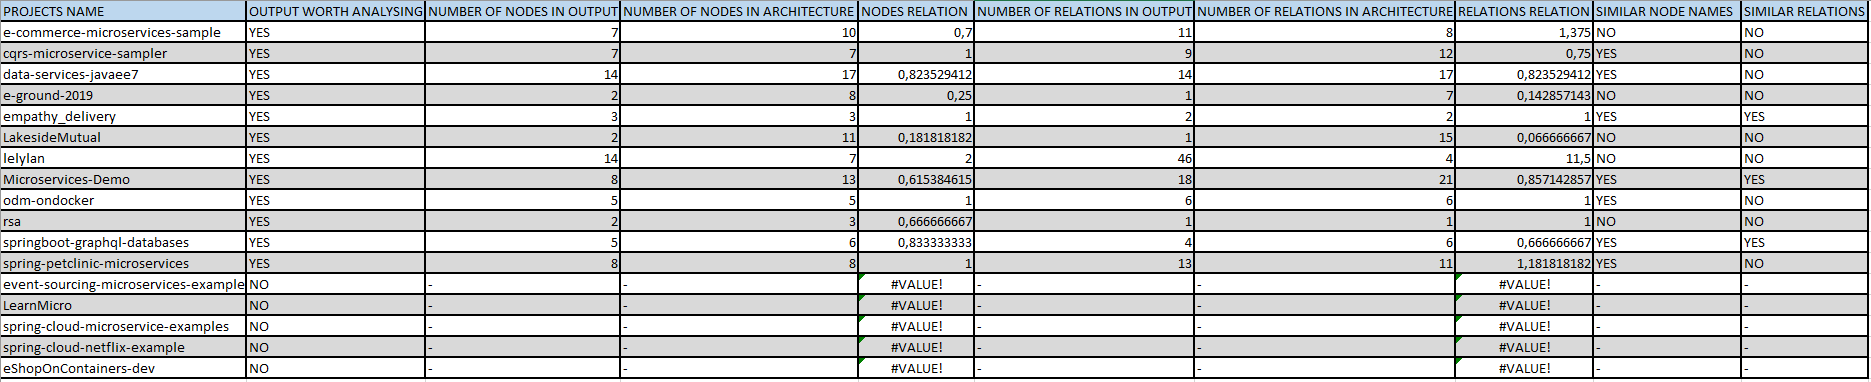 PROJECTS NAME OUTPUT WORTH ANALYSING NUMBER OF NODES IN OUTPUT NUMBER OF NODES IN ARCHITECTURE NODES RELATION NUMBER OF RELATIONS IN OUTPUT NUMBER OF RELATIONS IN ARCHITECTURE RELATIONS RELATION SIMILAR NODE NAMES SIMILAR RELATIONS
e-commerce-microservices-sample YES 7 10 0,7 11 8 1,375 NO NO
cqrs-microservice-sampler YES 7 7 1 9 12 0,75 YES NO
data-services-javaee7 YES 14 17 0,823529412 14 17 0,823529412 YES NO
e-ground-2019 YES 2 8 0,25 1 7 0,142857143 NO NO
empathy_delivery YES 3 3 1 2 2 1 YES YES
LakesideMutual YES 2 11 0,181818182 1 15 0,066666667 NO NO
lelylan YES 14 7 2 46 4 11,5 NO NO
Microservices-Demo YES 8 13 0,615384615 18 21 0,857142857 YES YES
odm-ondocker YES 5 5 1 6 6 1 YES NO
rsa YES 2 3 0,666666667 1 1 1 NO NO
springboot-graphql-databases YES 5 6 0,833333333 4 6 0,666666667 YES YES
spring-petclinic-microservices YES 8 8 1 13 11 1,181818182 YES NO
event-sourcing-microservices-example NO - - #VALUE! - - #VALUE! - -
LearnMicro NO - - #VALUE! - - #VALUE! - -
spring-cloud-microservice-examples NO - - #VALUE! - - #VALUE! - -
spring-cloud-netflix-example NO - - #VALUE! - - #VALUE! - -
eShopOnContainers-dev NO - - #VALUE! - - #VALUE! - -